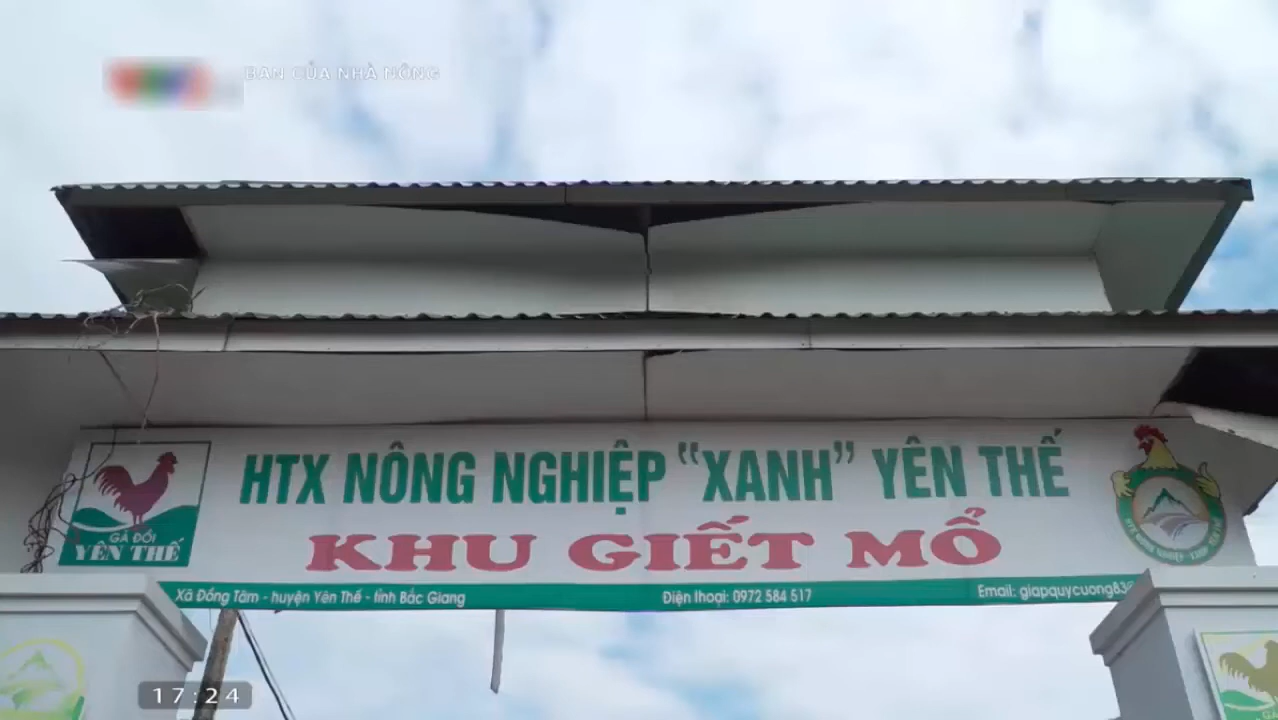 BẠN CỦA NHÀ NÔNG
HTX NÔNG NGHIỆP "XANH" YÊN THẾ
KHU GIẾT MỔ
GÀ ĐỒI
YÊN THẾ
Xã Đồng Tâm - huyện Yên Thế - tỉnh Bắc Giang
Điện thoại: 0972 584 517
Email: giapquycuong83
17:24